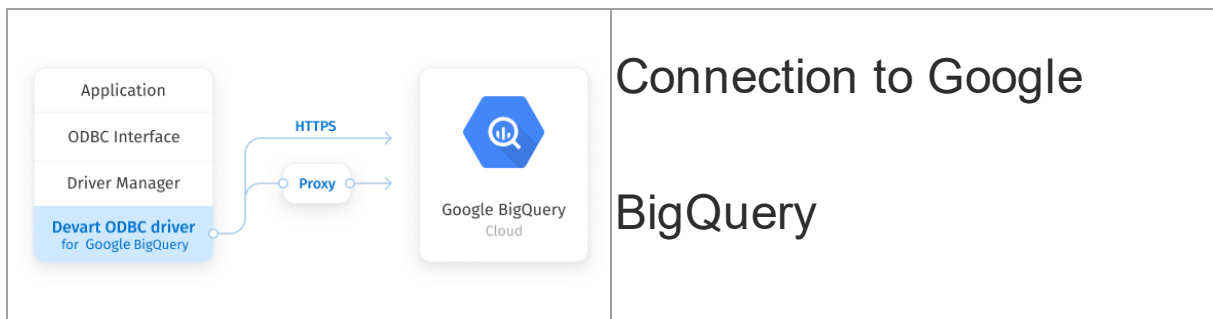 Application
ODBC Interface
Driver Manager
Devart ODBC driver
for Google BigQuery
HTTPS
Proxy
Google BigQuery
Cloud
Connection to Google
BigQuery